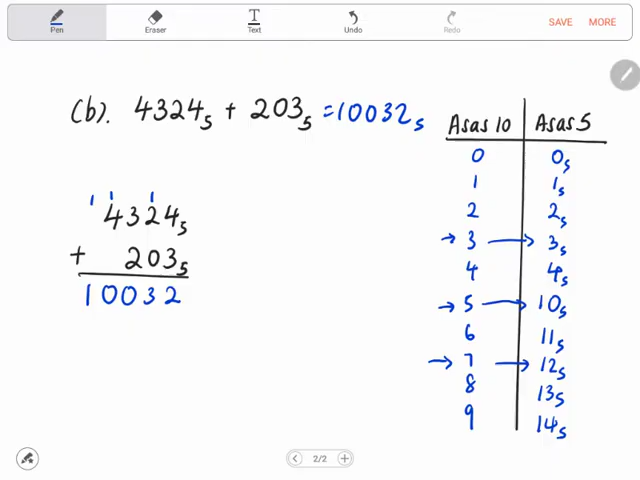 Pen Eraser Text Undo Redo SAVE MORE
(b). 4324₅ + 203₅ = 10032₅
1 1 1
4324₅
+ 203₅
10032
Asas 10 Asas 5
0 0₅
1 1₅
2 2₅
→ 3 → 3₅
4 4₅
→ 5 → 10₅
6 11₅
→ 7 → 12₅
8 13₅
9 14₅
< 2/2 +